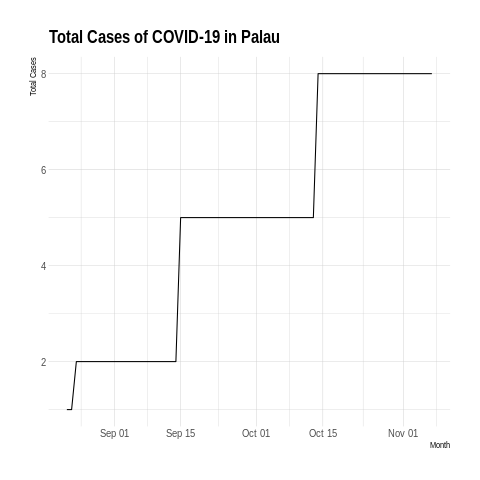 Total Cases of COVID-19 in Palau
Total Cases
8
6
4
2
Sep 01 Sep 15 Oct 01 Oct 15 Nov 01
Month